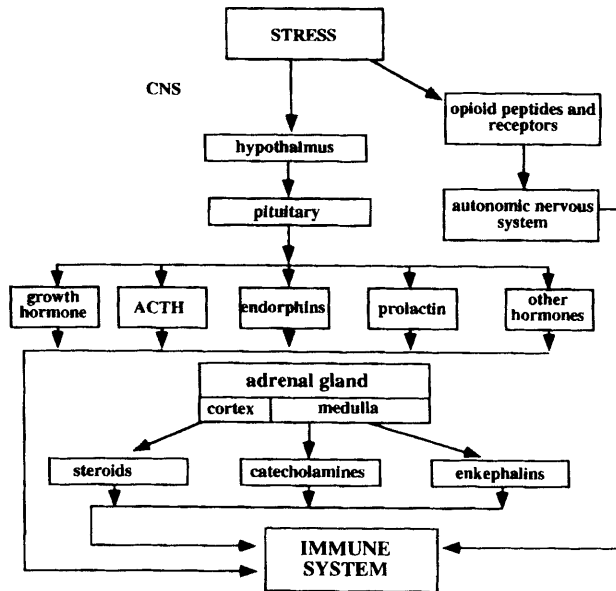 STRESS
CNS
opioid peptides and
receptors
hypothalmus
autonomic nervous
system
pituitary
growth
hormone
ACTH
endorphins
prolactin
other
hormones
adrenal gland
cortex
medulla
steroids
catecholamines
enkephalins
IMMUNE
SYSTEM